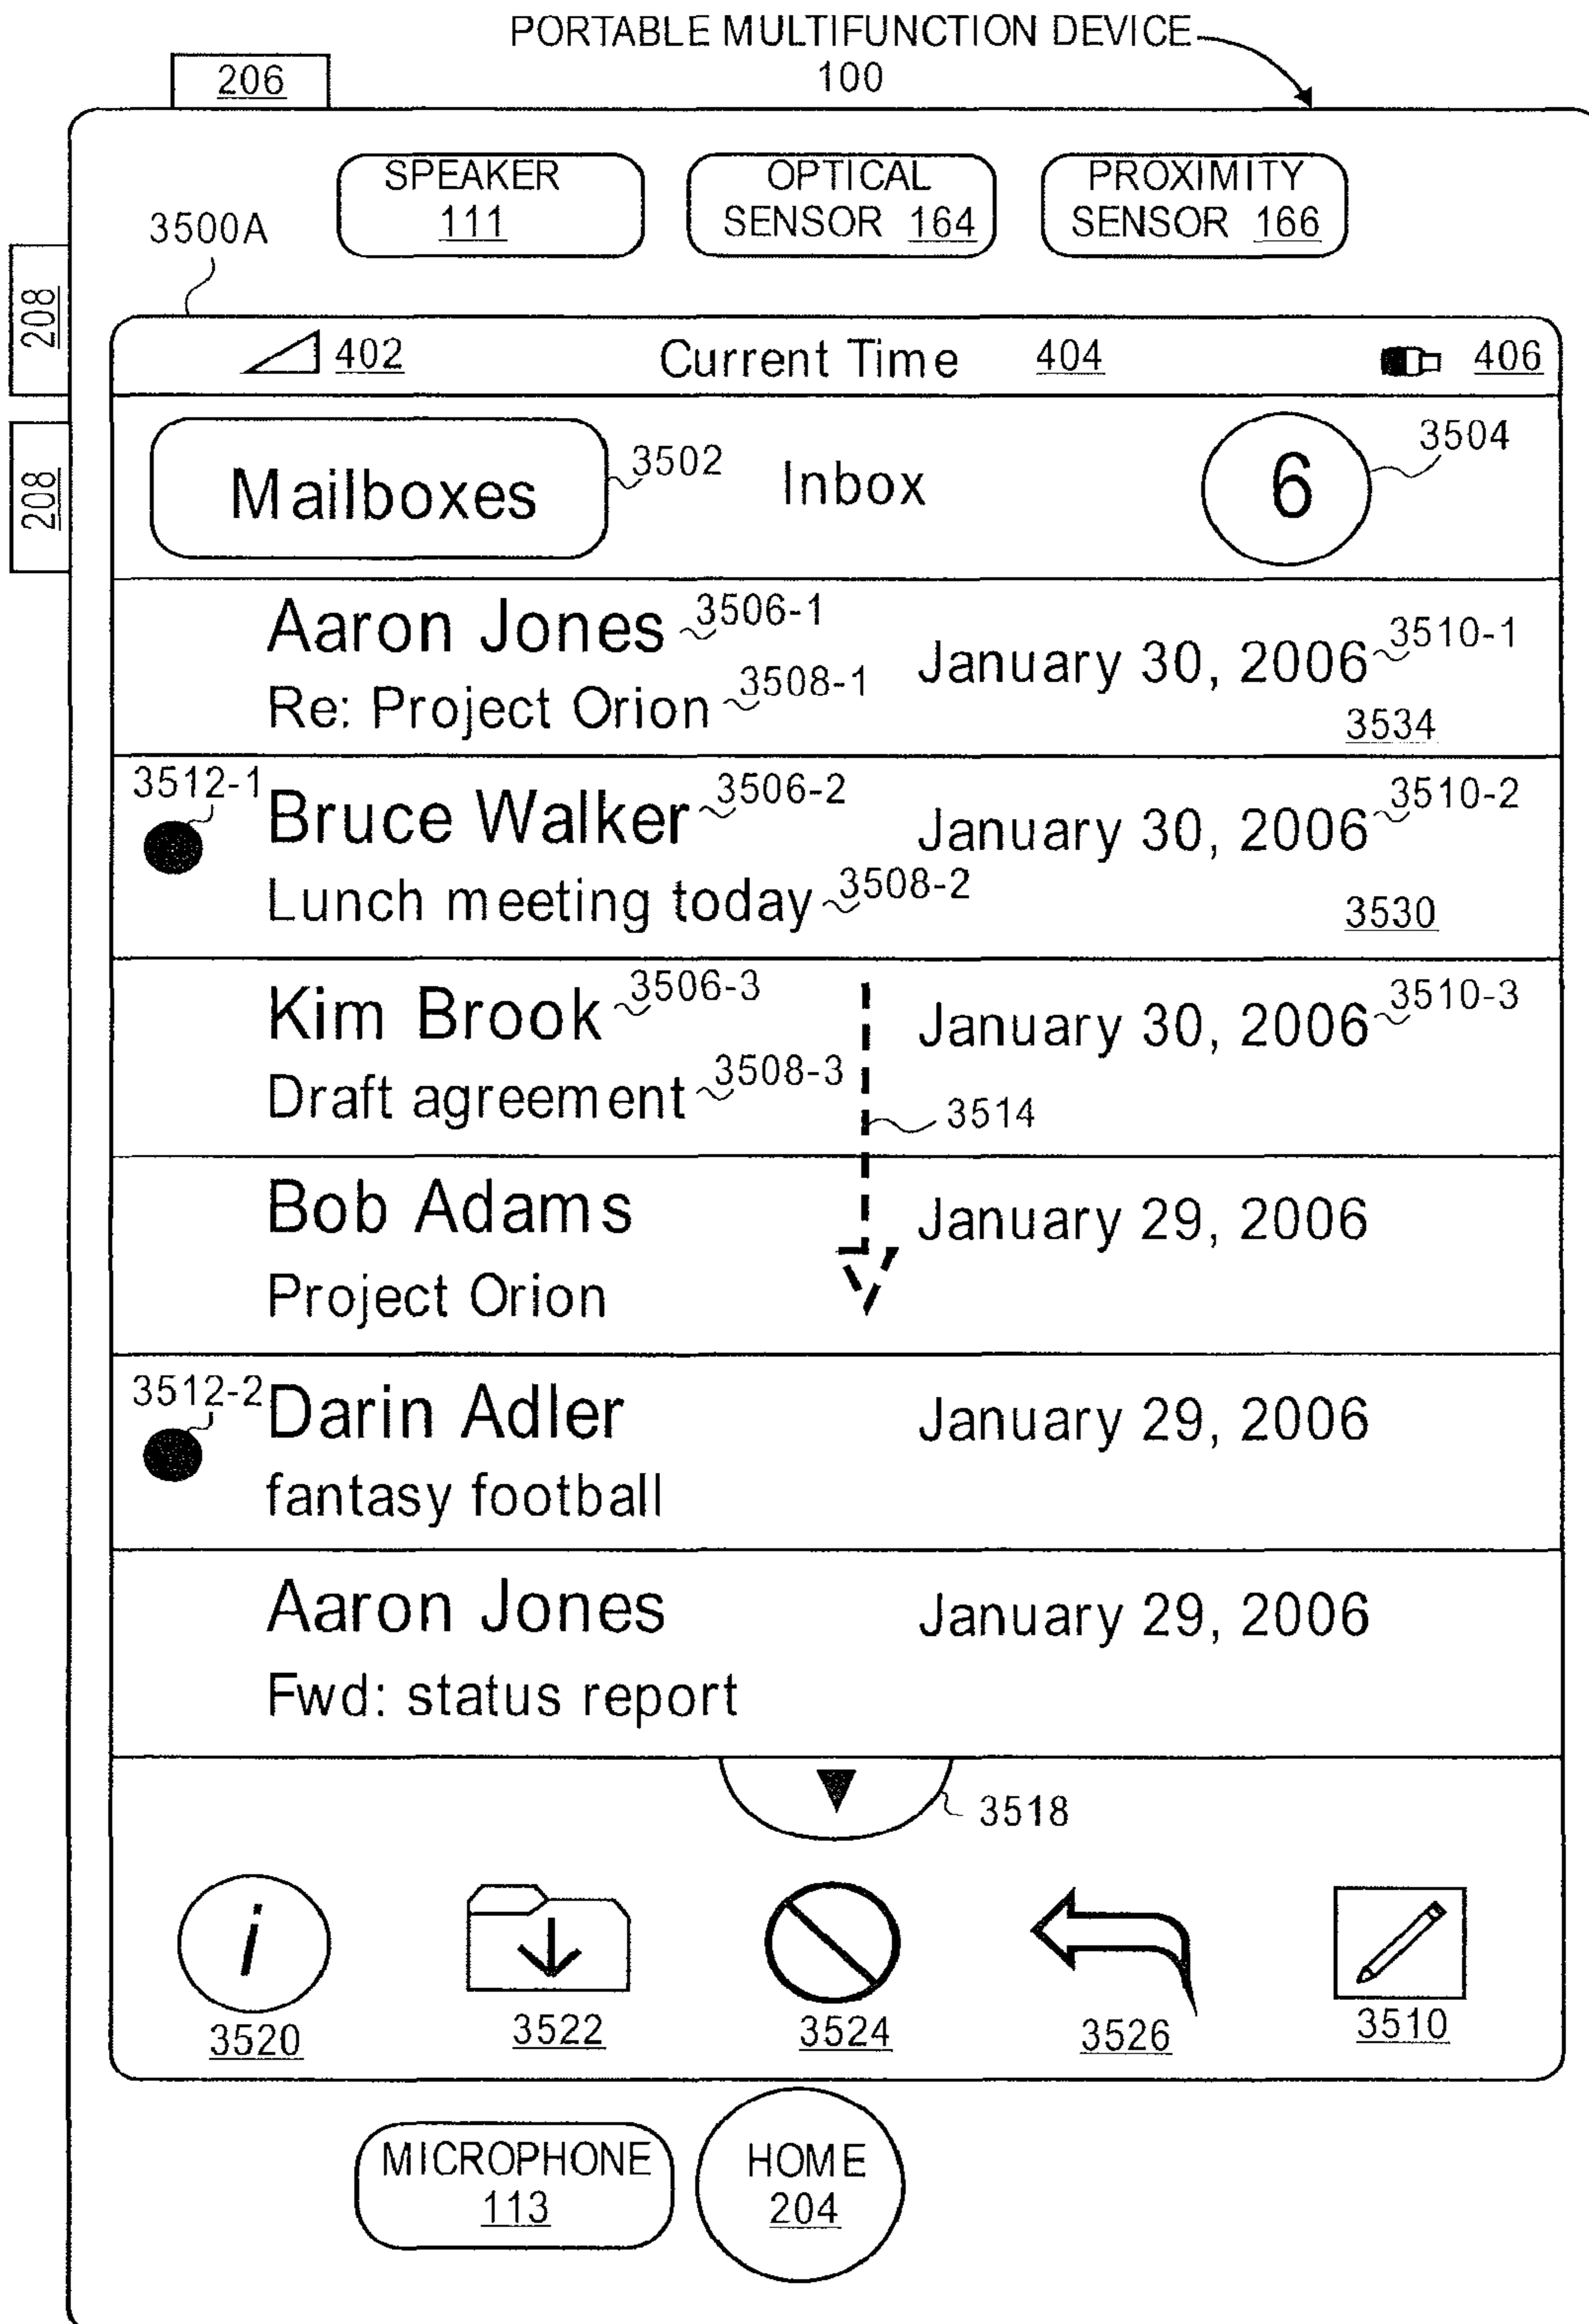 PORTABLE MULTIFUNCTION DEVICE
100
206
SPEAKER
111
OPTICAL
SENSOR 164
PROXIMITY
SENSOR 166
3500A
208
208
402 Current Time 404 406
Mailboxes 3502 Inbox 6 3504
Aaron Jones 3506-1
January 30, 2006 3510-1
Re: Project Orion 3508-1
3534
3512-1
Bruce Walker 3506-2
January 30, 2006 3510-2
Lunch meeting today 3508-2
3530
Kim Brook 3506-3
January 30, 2006 3510-3
Draft agreement 3508-3
3514
Bob Adams
January 29, 2006
Project Orion
3512-2
Darin Adler
January 29, 2006
fantasy football
Aaron Jones
January 29, 2006
Fwd: status report
3518
i
3520 3522 3524 3526 3510
MICROPHONE
113
HOME
204